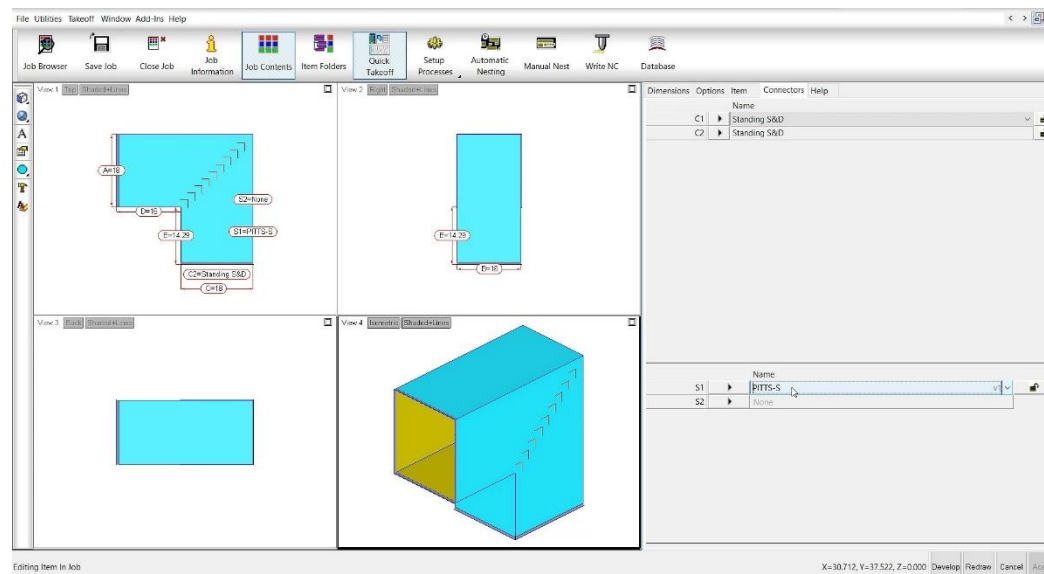 File Utilities Takeoff Window Add-Ins Help
Job Browser
Save Job
Close Job
Job Information
Job Contents
Item Folders
Quick Takeoff
Setup Processes
Automatic Nesting
Manual Nest
Write NC
Database
View 1 Top Shaded+Lines
View 2 Right Shaded+Lines
Dimensions Options Item Connectors Help
Name
C1 Standing S&D
C2 Standing S&D
A=18
D=16
S2=None
E=14.29
S1=PITTS-S
C2=Standing S&D
C=18
E=14.29
View 3 Back Shaded+Lines
View 4 Isometric Shaded+Lines
Name
S1 PITTS-S
S2 None
Editing Item In Job
X=30.712, Y=37.522, Z=0.000 Develop Redraw Cancel